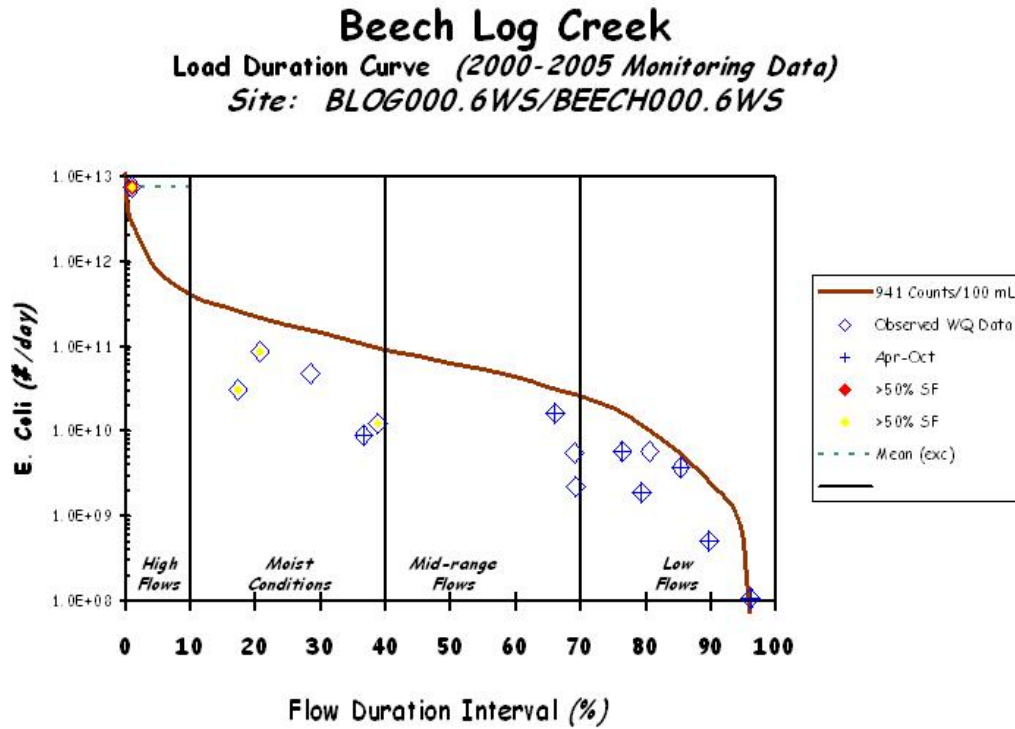 Beech Log Creek
Load Duration Curve (2000-2005 Monitoring Data)
Site: BLOG000.6WS/BEECH000.6WS
1.0E+13
1.0E+12
1.0E+11
1.0E+10
1.0E+09
1.0E+08
E. Coli (#/day)
High
Flows
Moist
Conditions
Mid-range
Flows
Low
Flows
0 10 20 30 40 50 60 70 80 90 100
Flow Duration Interval (%)
941 Counts/100 mL
Observed WQ Data
Apr-Oct
>50% SF
>50% SF
Mean (exc)